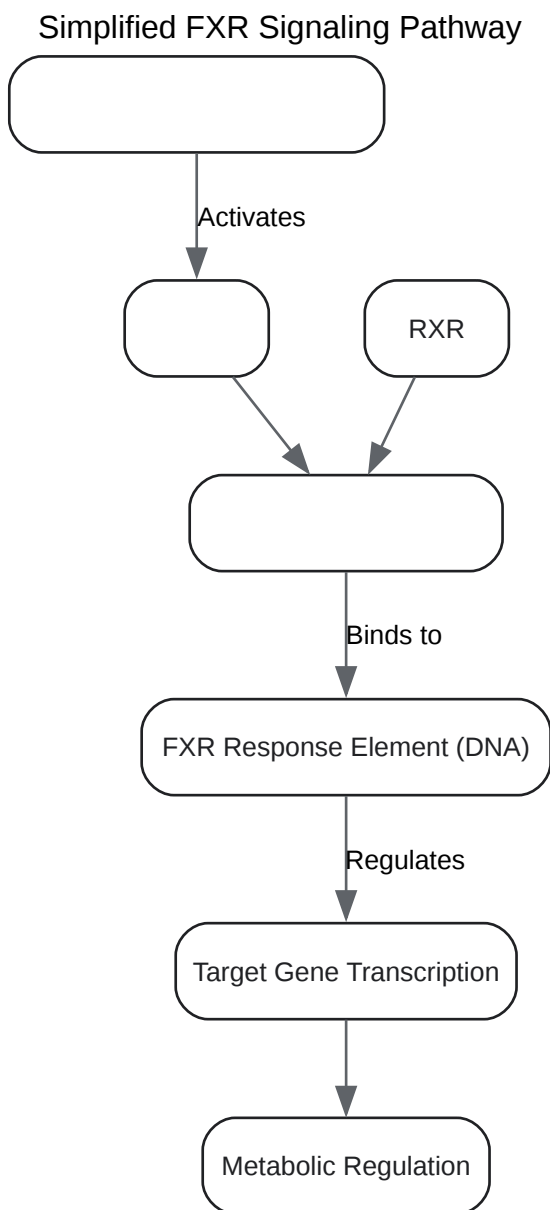 Simplified FXR Signaling Pathway
Activates
RXR
Binds to
FXR Response Element (DNA)
Regulates
Target Gene Transcription
Metabolic Regulation